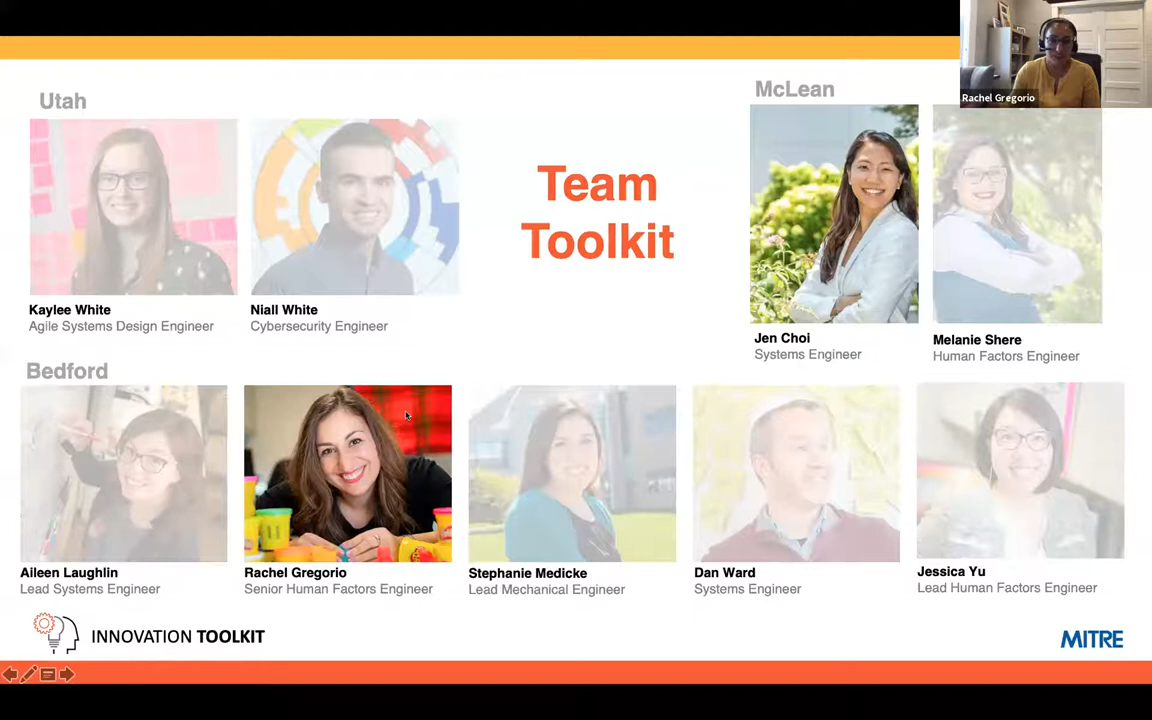 Utah
McLean
Rachel Gregorio
Team
Toolkit
Kaylee White
Agile Systems Design Engineer
Niall White
Cybersecurity Engineer
Jen Choi
Systems Engineer
Melanie Shere
Human Factors Engineer
Bedford
Aileen Laughlin
Lead Systems Engineer
Rachel Gregorio
Senior Human Factors Engineer
Stephanie Medicke
Lead Mechanical Engineer
Dan Ward
Systems Engineer
Jessica Yu
Lead Human Factors Engineer
INNOVATION TOOLKIT
MITRE